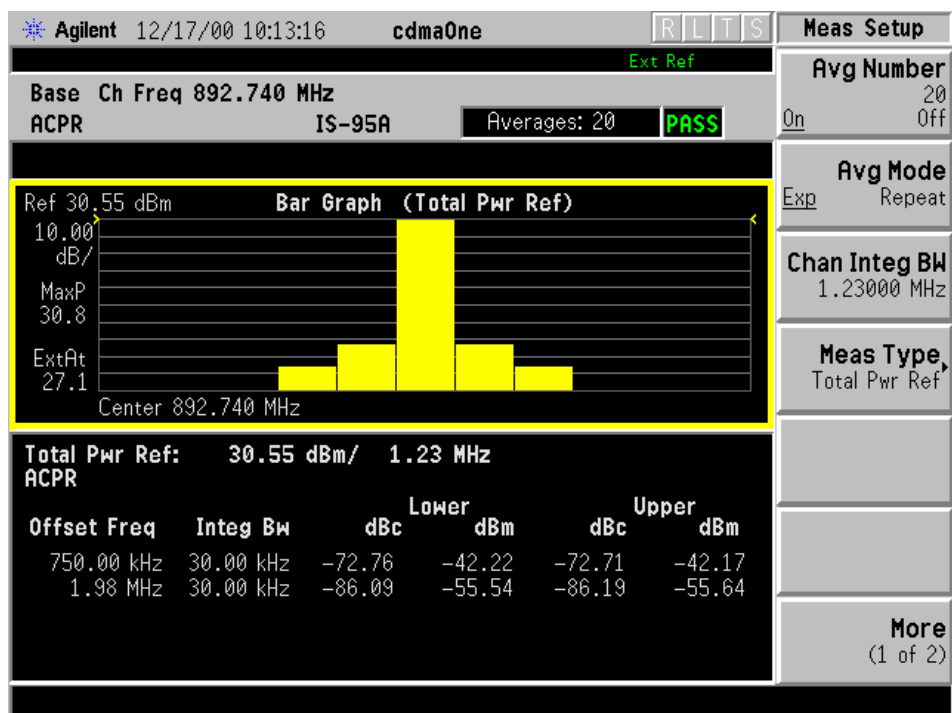 Agilent 12/17/00 10:13:16 cdmaOne R L T S
Ext Ref
Base Ch Freq 892.740 MHz
ACPR IS-95A Averages: 20 PASS
Ref 30.55 dBm Bar Graph (Total Pwr Ref)
10.00
dB/
MaxP
30.8
ExtAt
27.1
Center 892.740 MHz
Total Pwr Ref: 30.55 dBm/ 1.23 MHz
ACPR
Lower Upper
Offset Freq Integ Bw dBc dBm dBc dBm
750.00 kHz 30.00 kHz -72.76 -42.22 -72.71 -42.17
1.98 MHz 30.00 kHz -86.09 -55.54 -86.19 -55.64
Meas Setup
Avg Number
20
On Off
Avg Mode
Exp Repeat
Chan Integ BW
1.23000 MHz
Meas Type
Total Pwr Ref
More
(1 of 2)